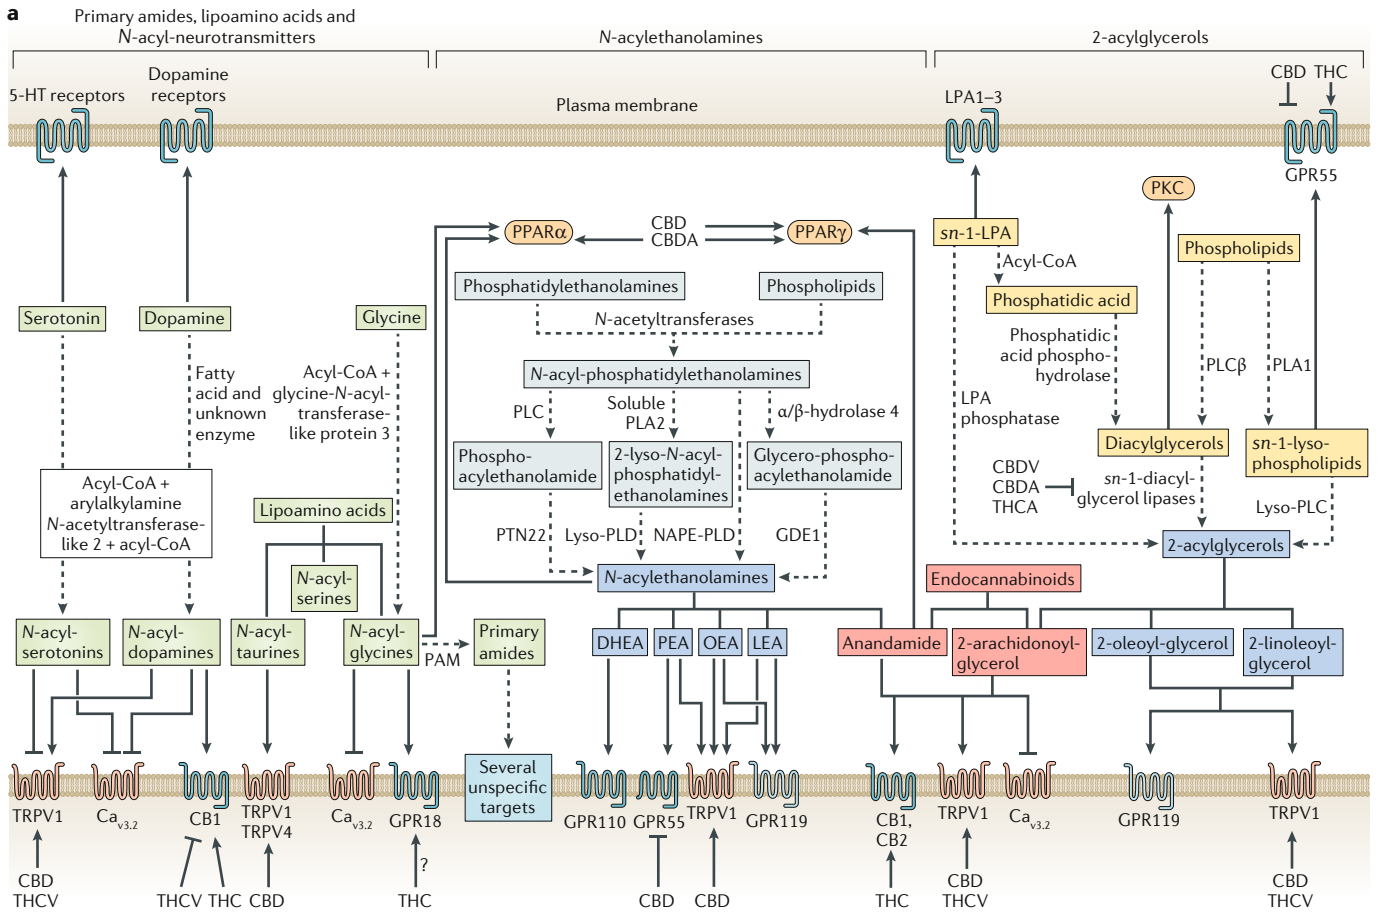 a
Primary amides, lipoamino acids and
N-acyl-neurotransmitters
N-acylethanolamines
2-acylglycerols
5-HT receptors
Dopamine
receptors
Plasma membrane
LPA1–3
CBD
THC
GPR55
PKC
PPARα
CBD
CBDA
PPARγ
sn-1-LPA
Acyl-CoA
Phospholipids
Phosphatidylethanolamines
Phospholipids
Phosphatidic acid
Serotonin
Dopamine
Glycine
N-acetyltransferases
Phosphatidic
acid phospho-
hydrolase
PLCβ
PLA1
Fatty
acid and
unknown
enzyme
Acyl-CoA +
glycine-N-acyl-
transferase-
like protein 3
N-acyl-phosphatidylethanolamines
PLC
Soluble
PLA2
α/β-hydrolase 4
LPA
phosphatase
Phospho-
acylethanolamide
2-lyso-N-acyl-
phosphatidyl-
ethanolamines
Glycero-phospho-
acylethanolamide
Diacylglycerols
sn-1-lyso-
phospholipids
CBDV
CBDA
THCA
sn-1-diacyl-
glycerol lipases
Lyso-PLC
Acyl-CoA +
arylalkylamine
N-acetyltransferase-
like 2 + acyl-CoA
Lipoamino acids
PTN22
Lyso-PLD
NAPE-PLD
GDE1
2-acylglycerols
N-acyl-
serines
N-acylethanolamines
Endocannabinoids
N-acyl-
serotonins
N-acyl-
dopamines
N-acyl-
taurines
N-acyl-
glycines
PAM
Primary
amides
DHEA
PEA
OEA
LEA
Anandamide
2-arachidonoyl-
glycerol
2-oleoyl-glycerol
2-linoleoyl-
glycerol
Several
unspecific
targets
TRPV1
Cav3.2
CB1
TRPV1
TRPV4
Cav3.2
GPR18
GPR110
GPR55
TRPV1
GPR119
CB1,
CB2
TRPV1
Cav3.2
GPR119
TRPV1
?
CBD
THCV
THCV
THC
CBD
THC
CBD
CBD
THC
CBD
THCV
CBD
THCV